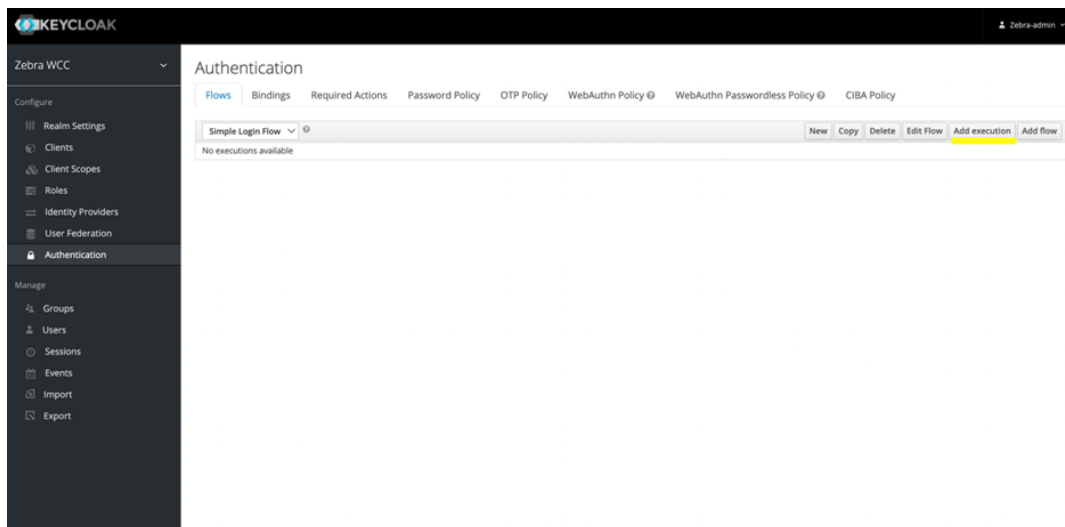 KEYCLOAK
Zebra-admin
Zebra WCC
Configure
Realm Settings
Clients
Client Scopes
Roles
Identity Providers
User Federation
Authentication
Manage
Groups
Users
Sessions
Events
Import
Export
Authentication
Flows Bindings Required Actions Password Policy OTP Policy WebAuthn Policy WebAuthn Passwordless Policy CIBA Policy
Simple Login Flow New Copy Delete Edit Flow Add execution Add flow
No executions available